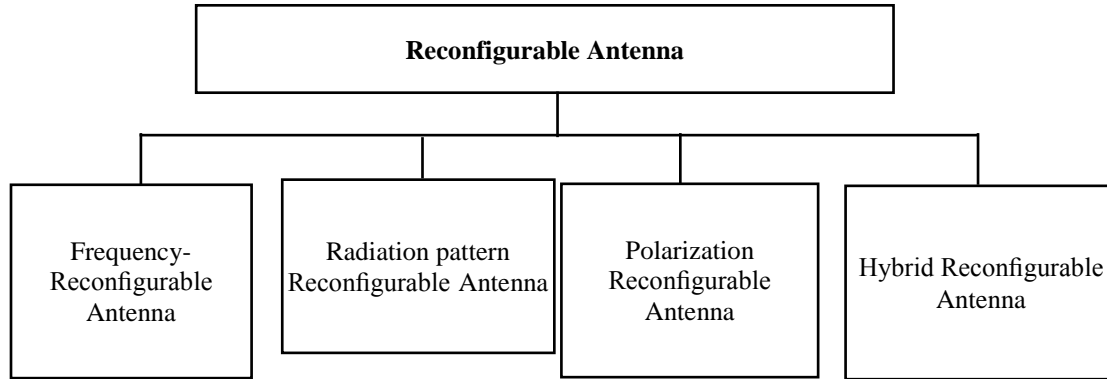 Reconfigurable Antenna
Frequency-
Reconfigurable
Antenna
Radiation pattern
Reconfigurable Antenna
Polarization
Reconfigurable
Antenna
Hybrid Reconfigurable
Antenna